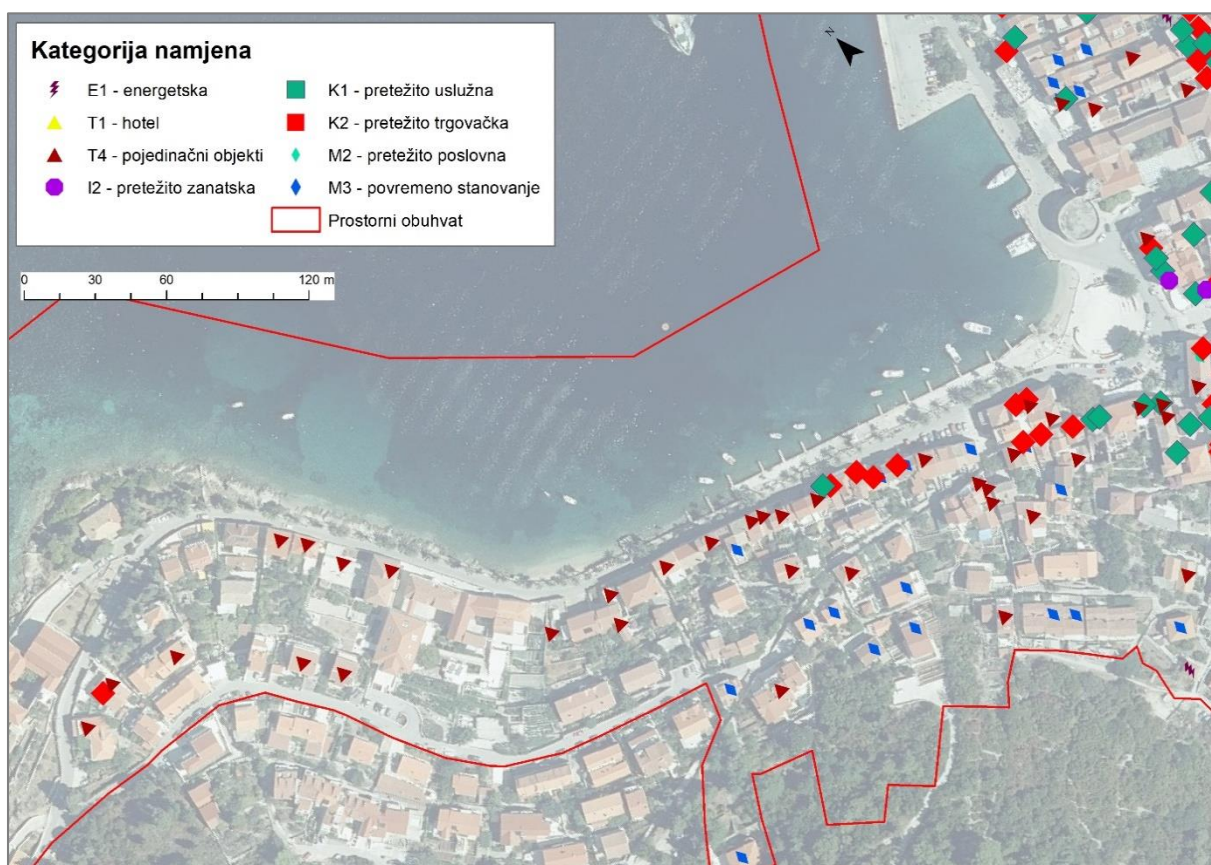 Kategorija namjena
E1 - energetska
T1 - hotel
T4 - pojedinačni objekti
I2 - pretežito zanatska
K1 - pretežito uslužna
K2 - pretežito trgovačka
M2 - pretežito poslovna
M3 - povremeno stanovanje
Prostorni obuhvat
N
0 30 60 120 m